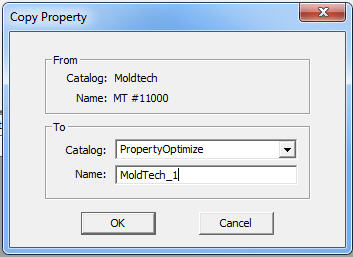 Copy Property
From
Catalog: Moldtech
Name: MT #11000
To
Catalog: PropertyOptimize
Name: MoldTech_1
OK Cancel